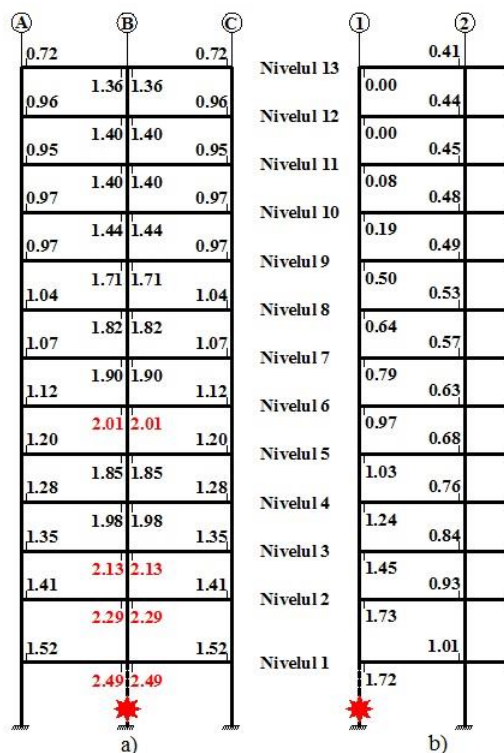 A B C 1 2
0.72 0.72 Nivelul 13 0.41
1.36 1.36 0.00
0.96 0.96 Nivelul 12 0.44
1.40 1.40 0.00
0.95 0.95 Nivelul 11 0.45
1.40 1.40 0.08
0.97 0.97 Nivelul 10 0.48
1.44 1.44 0.19
0.97 0.97 Nivelul 9 0.49
1.71 1.71 0.50
1.04 1.04 Nivelul 8 0.53
1.82 1.82 0.64
1.07 1.07 Nivelul 7 0.57
1.90 1.90 0.79
1.12 1.12 Nivelul 6 0.63
2.01 2.01 0.97
1.20 1.20 Nivelul 5 0.68
1.85 1.85 1.03
1.28 1.28 Nivelul 4 0.76
1.98 1.98 1.24
1.35 1.35 Nivelul 3 0.84
2.13 2.13 1.45
1.41 1.41 Nivelul 2 0.93
2.29 2.29 1.73
1.52 1.52 Nivelul 1 1.01
2.49 2.49 1.72
a) b)